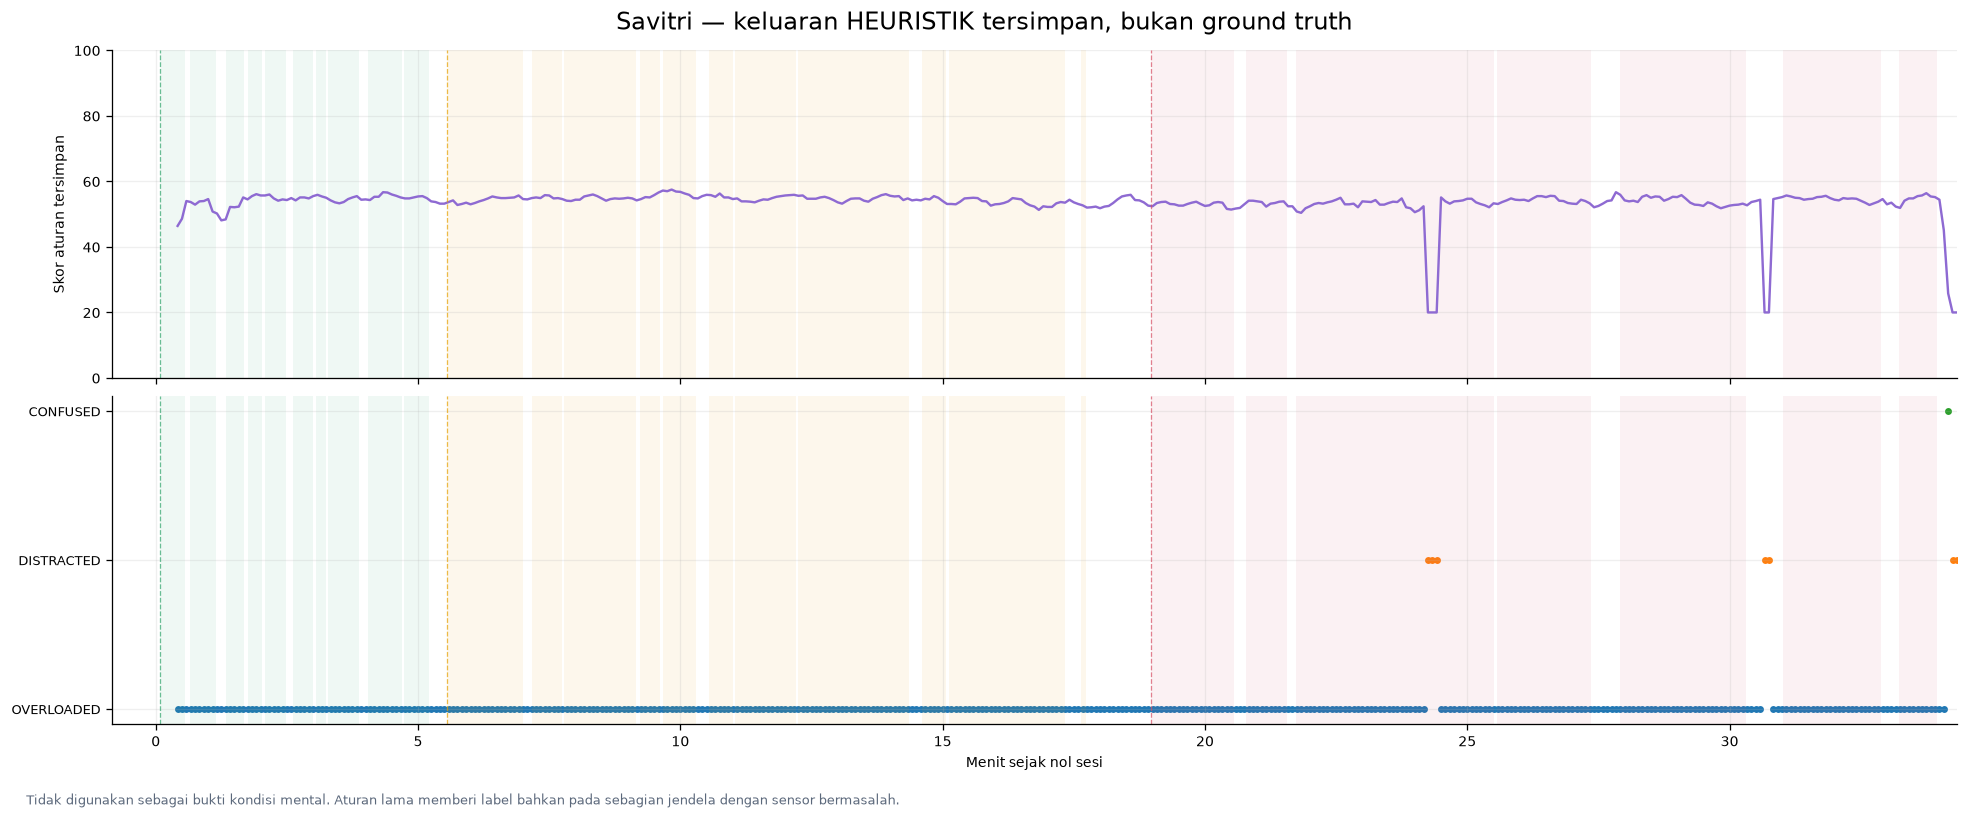 Savitri — keluaran HEURISTIK tersimpan, bukan ground truth
100
80
60
40
20
0
Skor aturan tersimpan
CONFUSED
DISTRACTED
OVERLOADED
0 5 10 15 20 25 30
Menit sejak nol sesi
Tidak digunakan sebagai bukti kondisi mental. Aturan lama memberi label bahkan pada sebagian jendela dengan sensor bermasalah.